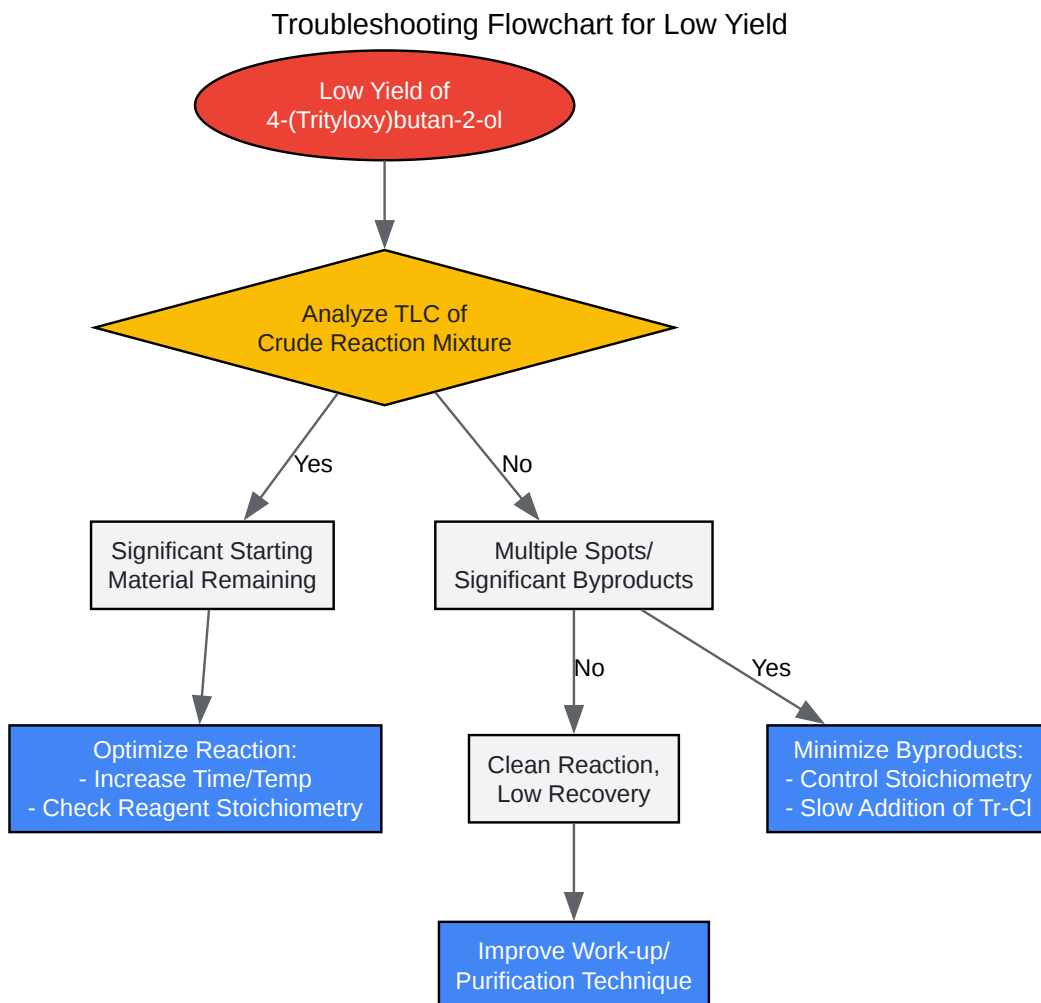 Troubleshooting Flowchart for Low Yield
Low Yield of
4-(Trityloxy)butan-2-ol
Analyze TLC of
Crude Reaction Mixture
Yes
No
Significant Starting
Material Remaining
Multiple Spots/
Significant Byproducts
No
Yes
Optimize Reaction:
- Increase Time/Temp
- Check Reagent Stoichiometry
Clean Reaction,
Low Recovery
Minimize Byproducts:
- Control Stoichiometry
- Slow Addition of Tr-Cl
Improve Work-up/
Purification Technique